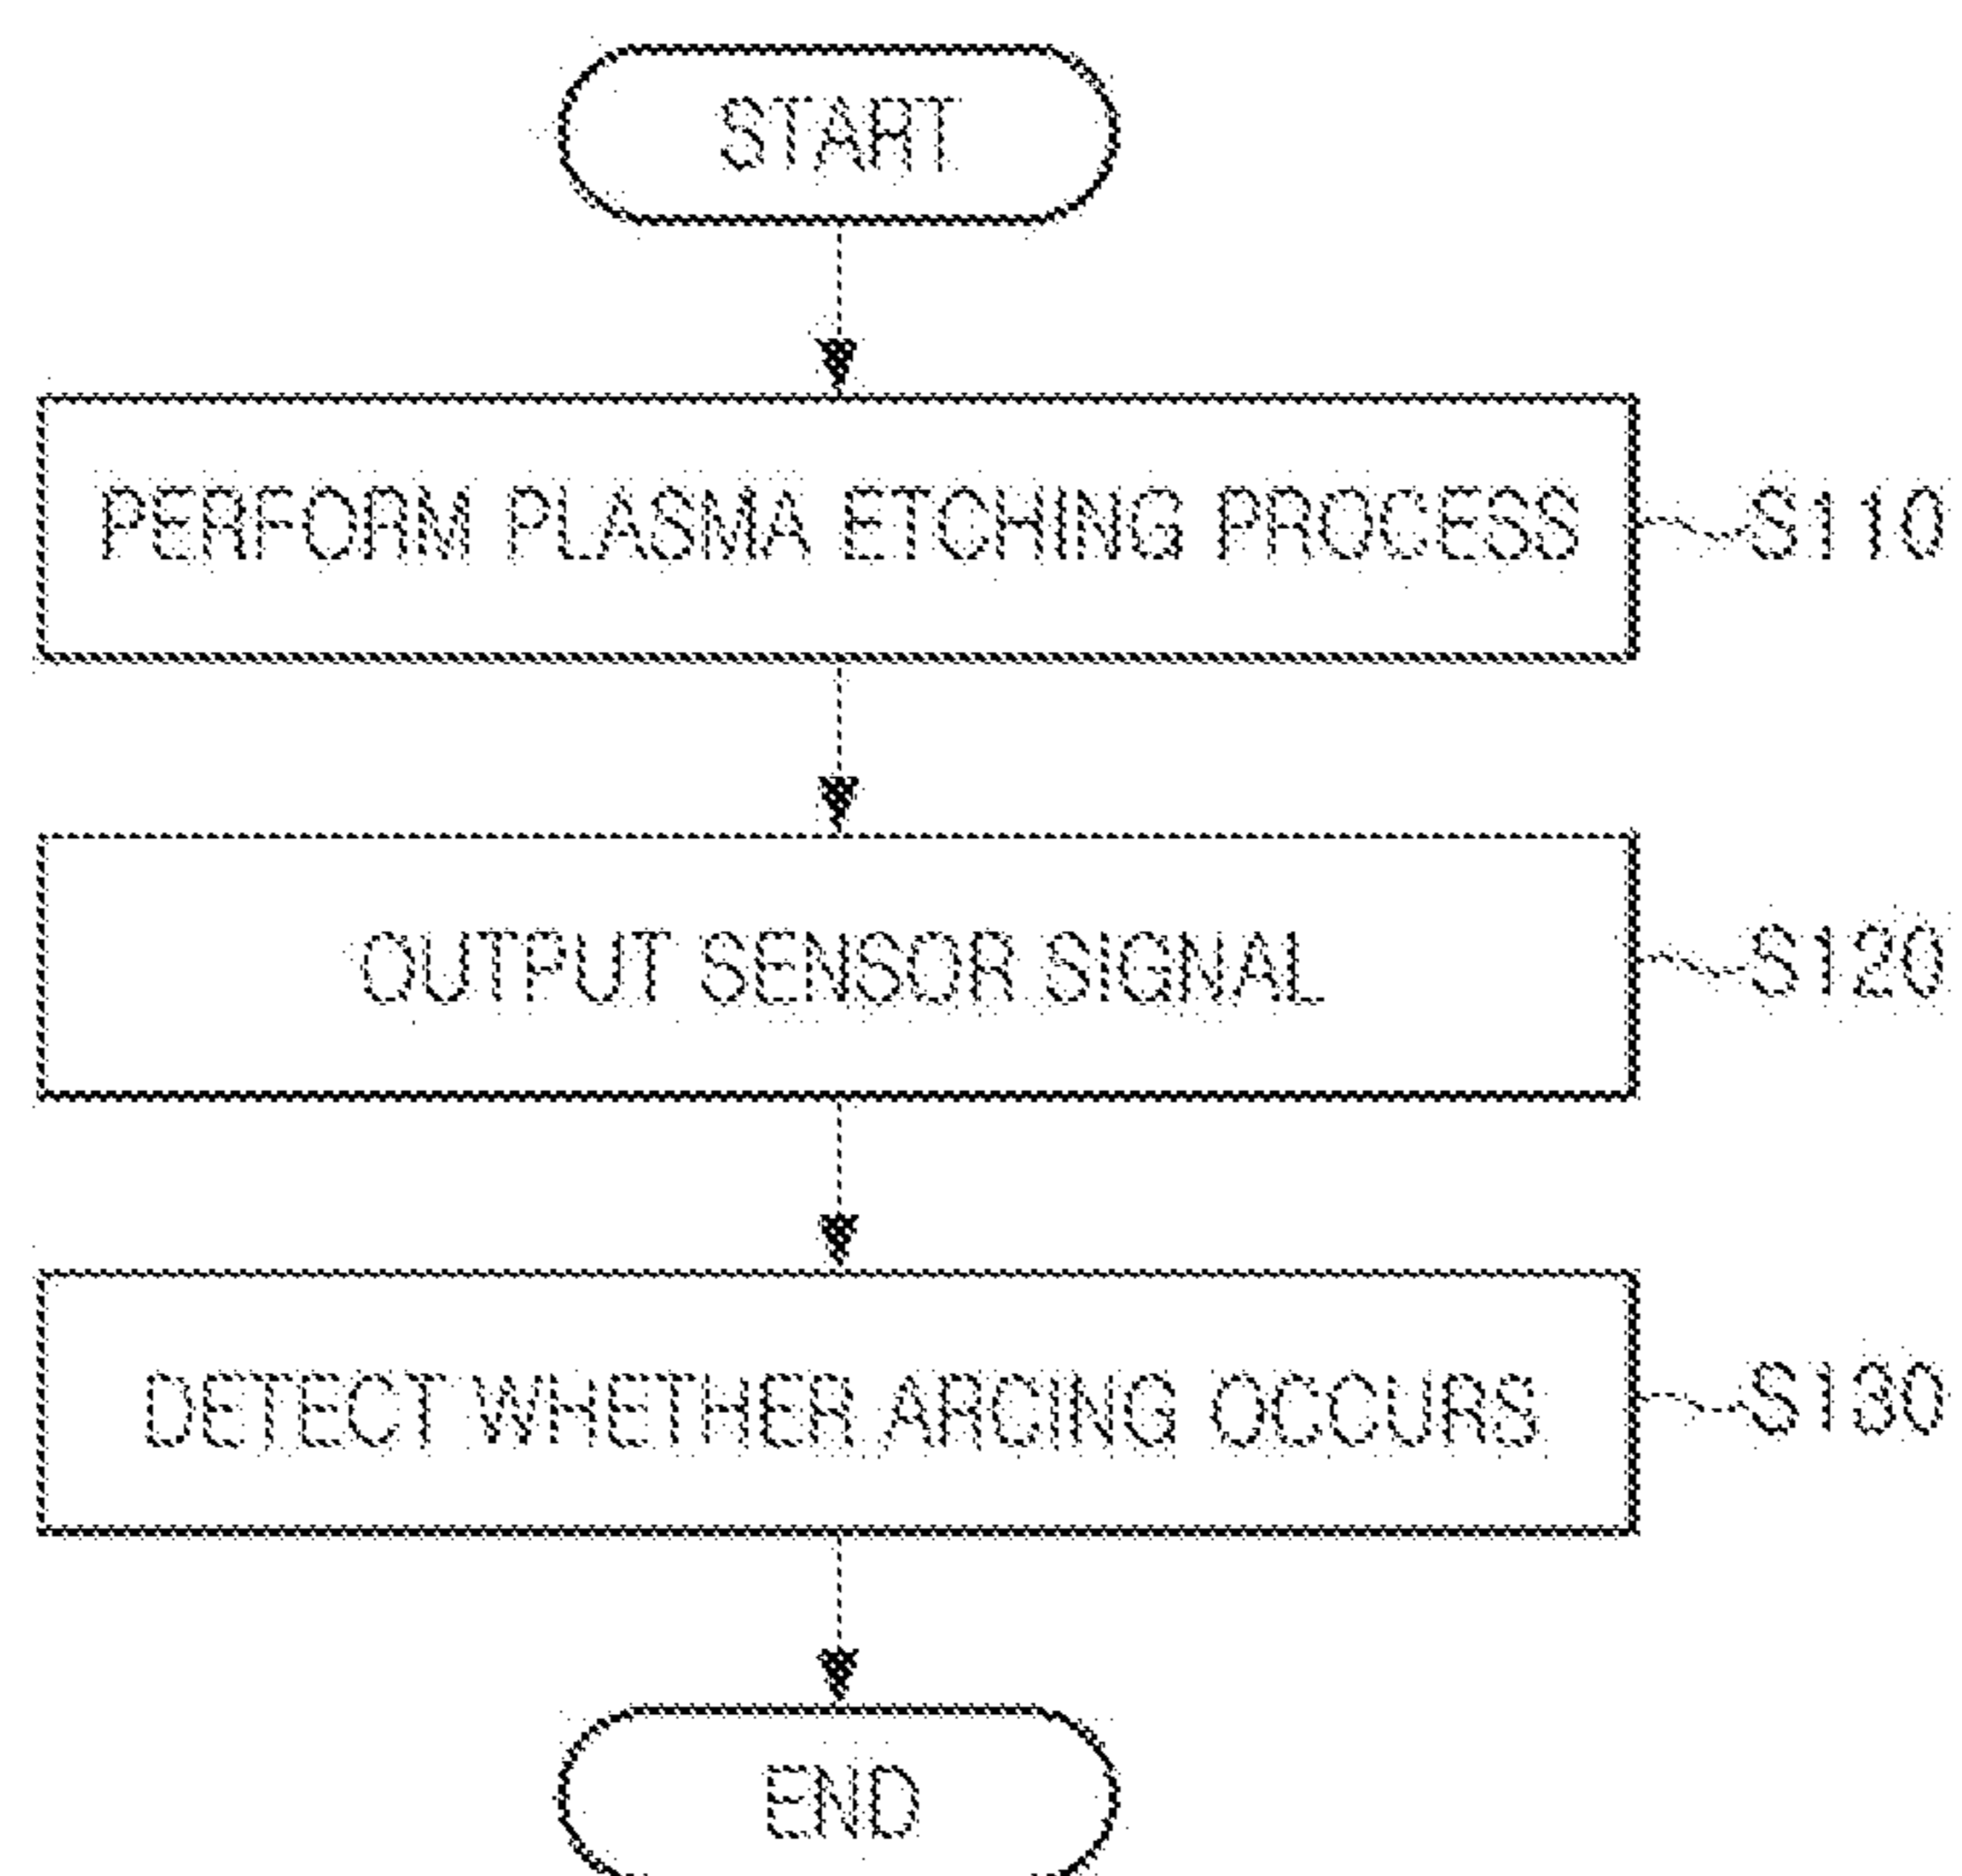 START
PERFORM PLASMA ETCHING PROCESS
S110
OUTPUT SENSOR SIGNAL
S120
DETECT WHETHER ARCING OCCURS
S130
END